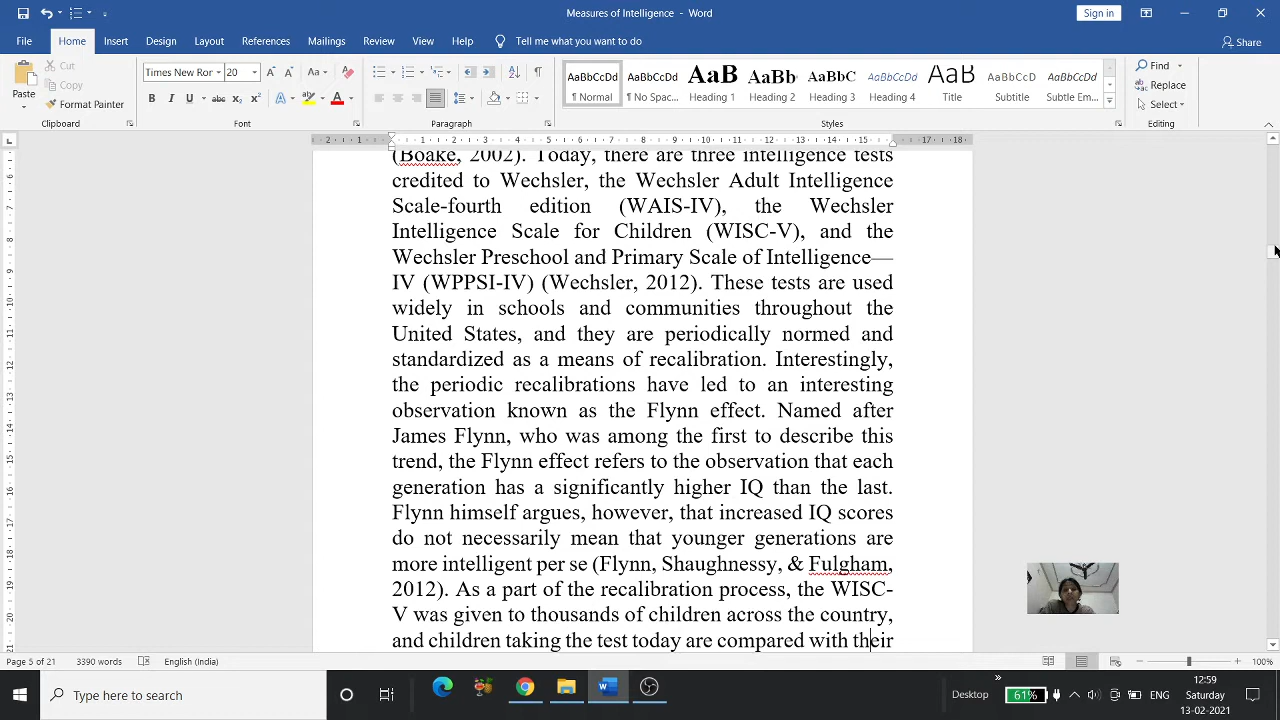 Measures of Intelligence - Word
Sign in
File Home Insert Design Layout References Mailings Review View Help Tell me what you want to do Share
Paste
Cut
Copy
Format Painter
Clipboard
Times New Ror 20
Font
Paragraph
AaBbCcDd AaBbCcDd AaB AaBb AaBbC AaBbCcDd AaB AaBbCcD AaBbCcDd
¶ Normal ¶ No Spac... Heading 1 Heading 2 Heading 3 Heading 4 Title Subtitle Subtle Em...
Styles
Find
Replace
Select
Editing
(Boake, 2002). Today, there are three intelligence tests
credited to Wechsler, the Wechsler Adult Intelligence
Scale-fourth edition (WAIS-IV), the Wechsler
Intelligence Scale for Children (WISC-V), and the
Wechsler Preschool and Primary Scale of Intelligence—
IV (WPPSI-IV) (Wechsler, 2012). These tests are used
widely in schools and communities throughout the
United States, and they are periodically normed and
standardized as a means of recalibration. Interestingly,
the periodic recalibrations have led to an interesting
observation known as the Flynn effect. Named after
James Flynn, who was among the first to describe this
trend, the Flynn effect refers to the observation that each
generation has a significantly higher IQ than the last.
Flynn himself argues, however, that increased IQ scores
do not necessarily mean that younger generations are
more intelligent per se (Flynn, Shaughnessy, & Fulgham,
2012). As a part of the recalibration process, the WISC-
V was given to thousands of children across the country,
and children taking the test today are compared with their
Page 5 of 21 3390 words English (India) 100%
Type here to search
Desktop 61% ENG
12:59
Saturday
13-02-2021